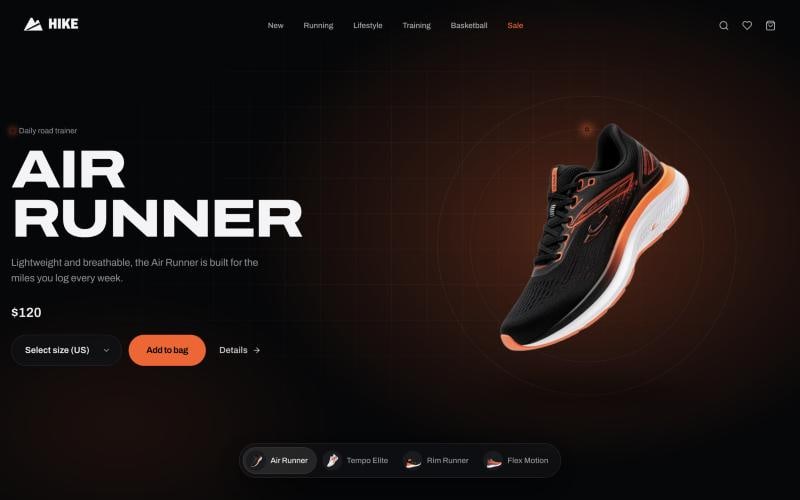 HIKE
New
Running
Lifestyle
Training
Basketball
Sale
Daily road trainer
AIR
RUNNER
Lightweight and breathable, the Air Runner is built for the
miles you log every week.
$120
Select size (US)
Add to bag
Details
Air Runner
Tempo Elite
Rim Runner
Flex Motion